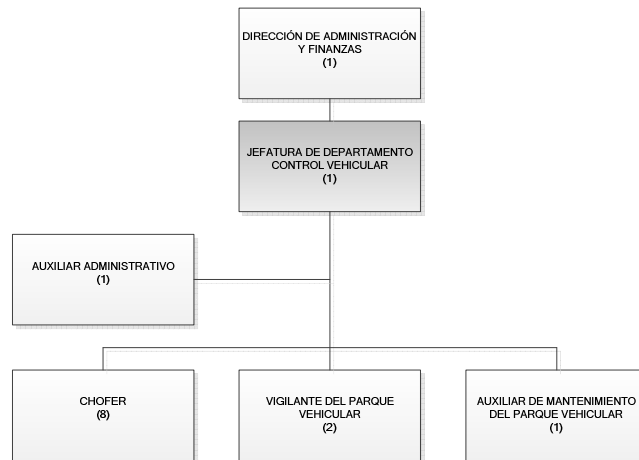 DIRECCIÓN DE ADMINISTRACIÓN
Y FINANZAS
(1)
JEFATURA DE DEPARTAMENTO
CONTROL VEHICULAR
(1)
AUXILIAR ADMINISTRATIVO
(1)
CHOFER
(8)
VIGILANTE DEL PARQUE
VEHICULAR
(2)
AUXILIAR DE MANTENIMIENTO
DEL PARQUE VEHICULAR
(1)